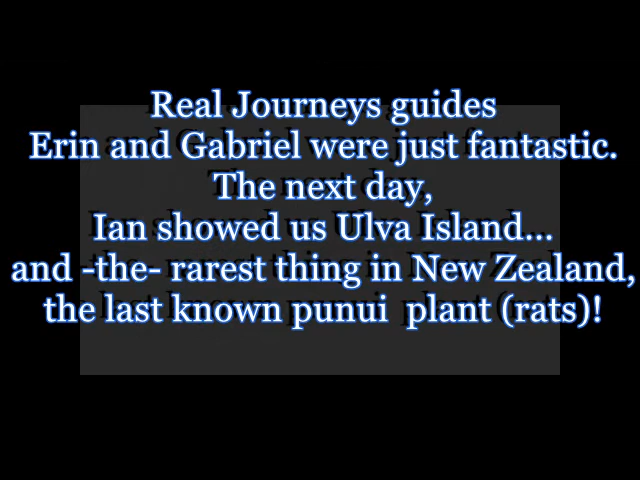 Real Journeys guides
Erin and Gabriel were just fantastic.
The next day,
Ian showed us Ulva Island...
and -the- rarest thing in New Zealand,
the last known punui  plant (rats)!